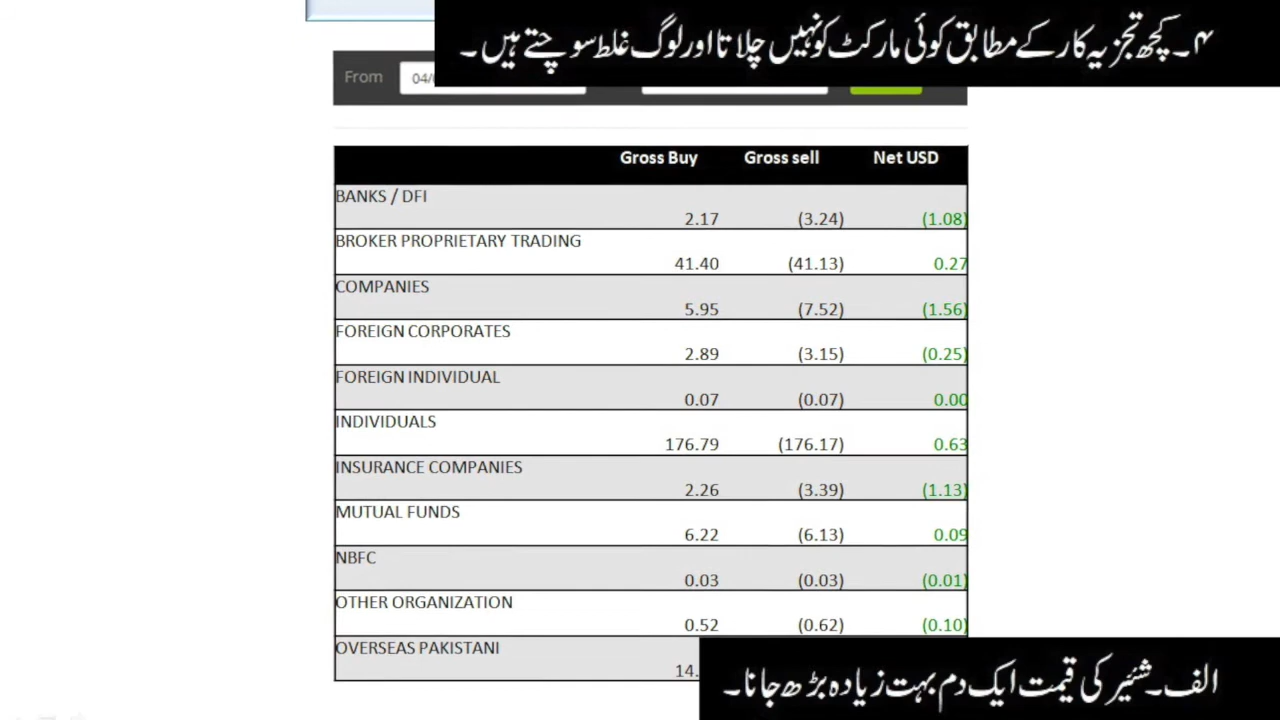 ۴۔ کچھ تجزیہ کار کے مطابق کوئی مارکٹ کو نہیں چلاتا اور لوگ غلط سوچتے ہیں۔
From 04/
Gross Buy Gross sell Net USD
BANKS / DFI
2.17 (3.24) (1.08)
BROKER PROPRIETARY TRADING
41.40 (41.13) 0.27
COMPANIES
5.95 (7.52) (1.56)
FOREIGN CORPORATES
2.89 (3.15) (0.25)
FOREIGN INDIVIDUAL
0.07 (0.07) 0.00
INDIVIDUALS
176.79 (176.17) 0.63
INSURANCE COMPANIES
2.26 (3.39) (1.13)
MUTUAL FUNDS
6.22 (6.13) 0.09
NBFC
0.03 (0.03) (0.01)
OTHER ORGANIZATION
0.52 (0.62) (0.10)
OVERSEAS PAKISTANI
14.
الف۔ شئیر کی قیمت ایک دم بہت زیادہ بڑھ جانا۔